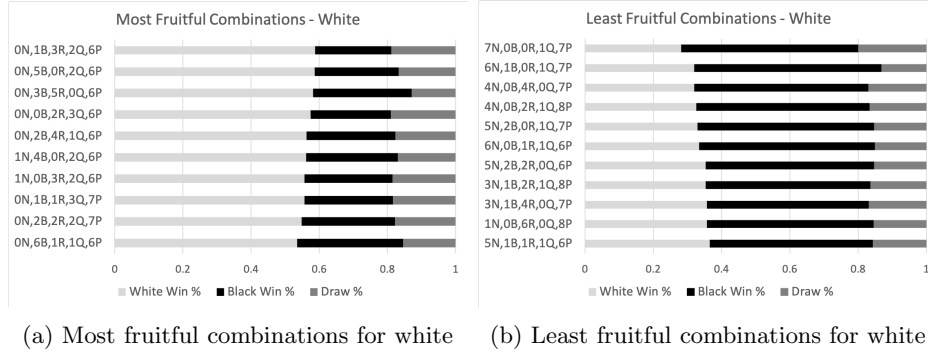 Most Fruitful Combinations - White
0N,1B,3R,2Q,6P
0N,5B,0R,2Q,6P
0N,3B,5R,0Q,6P
0N,0B,2R,3Q,6P
0N,2B,4R,1Q,6P
1N,4B,0R,2Q,6P
1N,0B,3R,2Q,6P
0N,1B,1R,3Q,7P
0N,2B,2R,2Q,7P
0N,6B,1R,1Q,6P
0 0.2 0.4 0.6 0.8 1
White Win % Black Win % Draw %
(a) Most fruitful combinations for white
Least Fruitful Combinations - White
7N,0B,0R,1Q,7P
6N,1B,0R,1Q,7P
4N,0B,4R,0Q,7P
4N,0B,2R,1Q,8P
5N,2B,0R,1Q,7P
6N,0B,1R,1Q,6P
5N,2B,2R,0Q,6P
3N,1B,2R,1Q,8P
3N,1B,4R,0Q,7P
1N,0B,6R,0Q,8P
5N,1B,1R,1Q,6P
0 0.2 0.4 0.6 0.8 1
White Win % Black Win % Draw %
(b) Least fruitful combinations for white